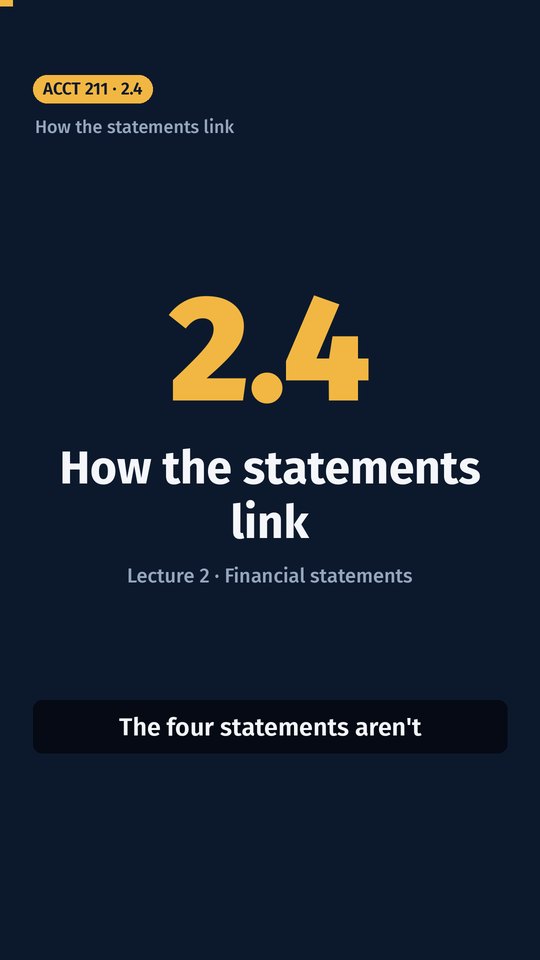 ACCT 211 · 2.4
How the statements link
2.4
How the statements
link
Lecture 2 · Financial statements
The four statements aren't